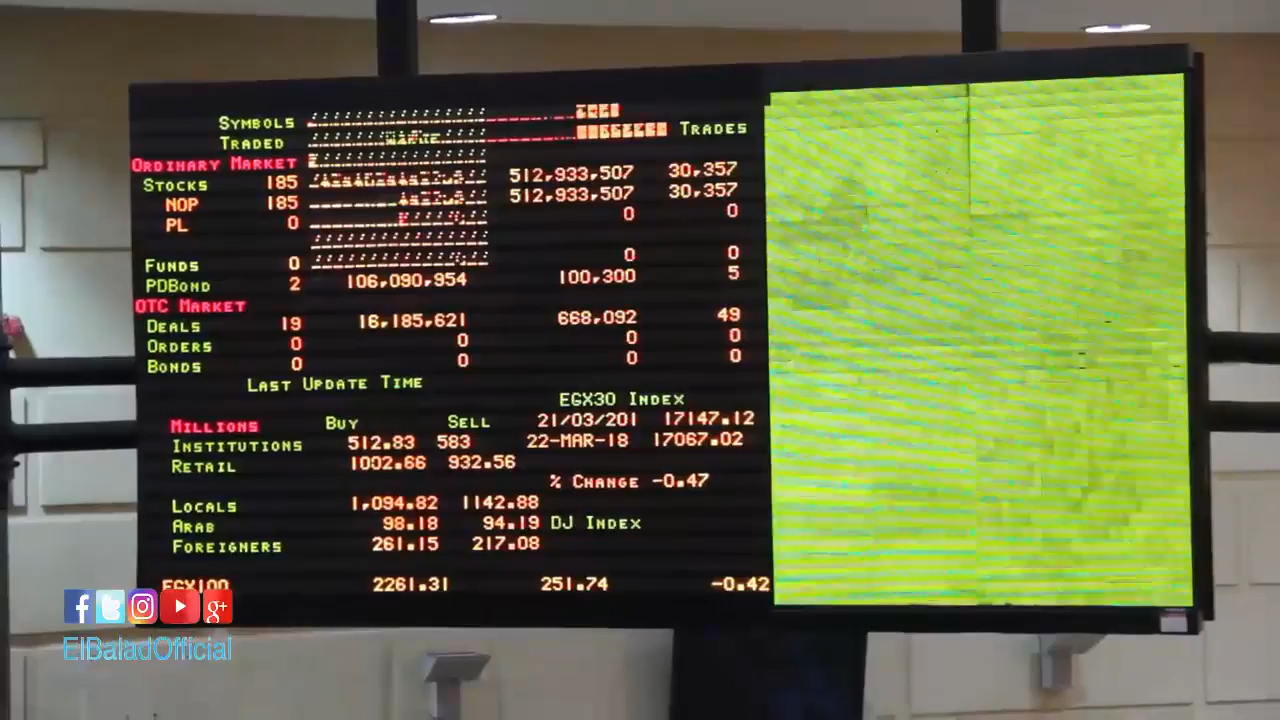 SYMBOLS
TRADED TRADES
ORDINARY MARKET
STOCKS 185 512,933,507 30,357
NOP 185 512,933,507 30,357
PL 0 0 0
FUNDS 0 0 0
PDBOND 2 106,090,954 100,300 5
OTC MARKET
DEALS 19 16,185,621 668,092 49
ORDERS 0 0 0 0
BONDS 0 0 0 0
LAST UPDATE TIME
EGX30 INDEX
MILLIONS BUY SELL 21/03/201 17147.12
INSTITUTIONS 512.83 583 22-MAR-18 17067.02
RETAIL 1002.66 932.56
% CHANGE -0.47
LOCALS 1,094.82 1142.88
ARAB 98.18 94.19 DJ INDEX
FOREIGNERS 261.15 217.08
EGX100 2261.31 251.74 -0.42
ElBaladOfficial